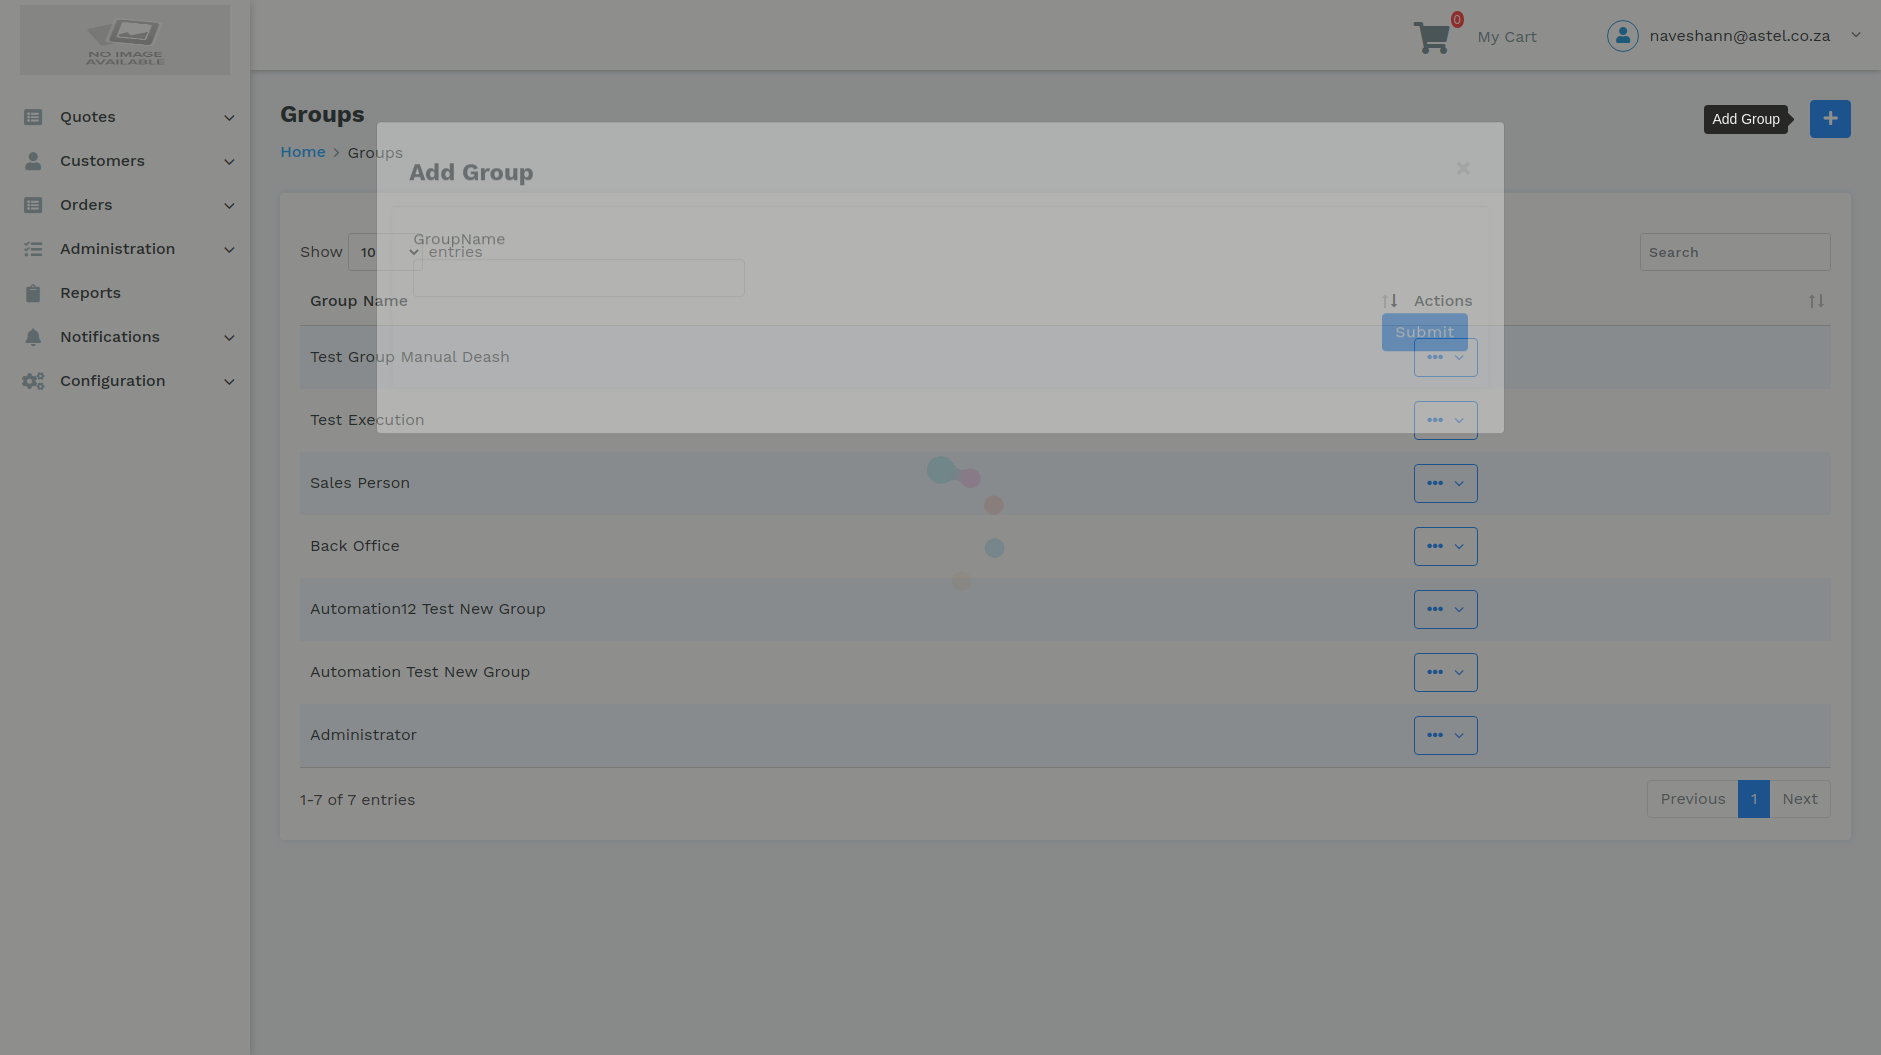 NO IMAGE
AVAILABLE
0
My Cart
naveshann@astel.co.za
Quotes
Customers
Orders
Administration
Reports
Notifications
Configuration
Groups
Add Group
Home > Groups
Add Group
×
GroupName
Show 10 entries
Search
Group Name
Actions
Submit
Test Group Manual Deash
Test Execution
Sales Person
Back Office
Automation12 Test New Group
Automation Test New Group
Administrator
1-7 of 7 entries
Previous 1 Next